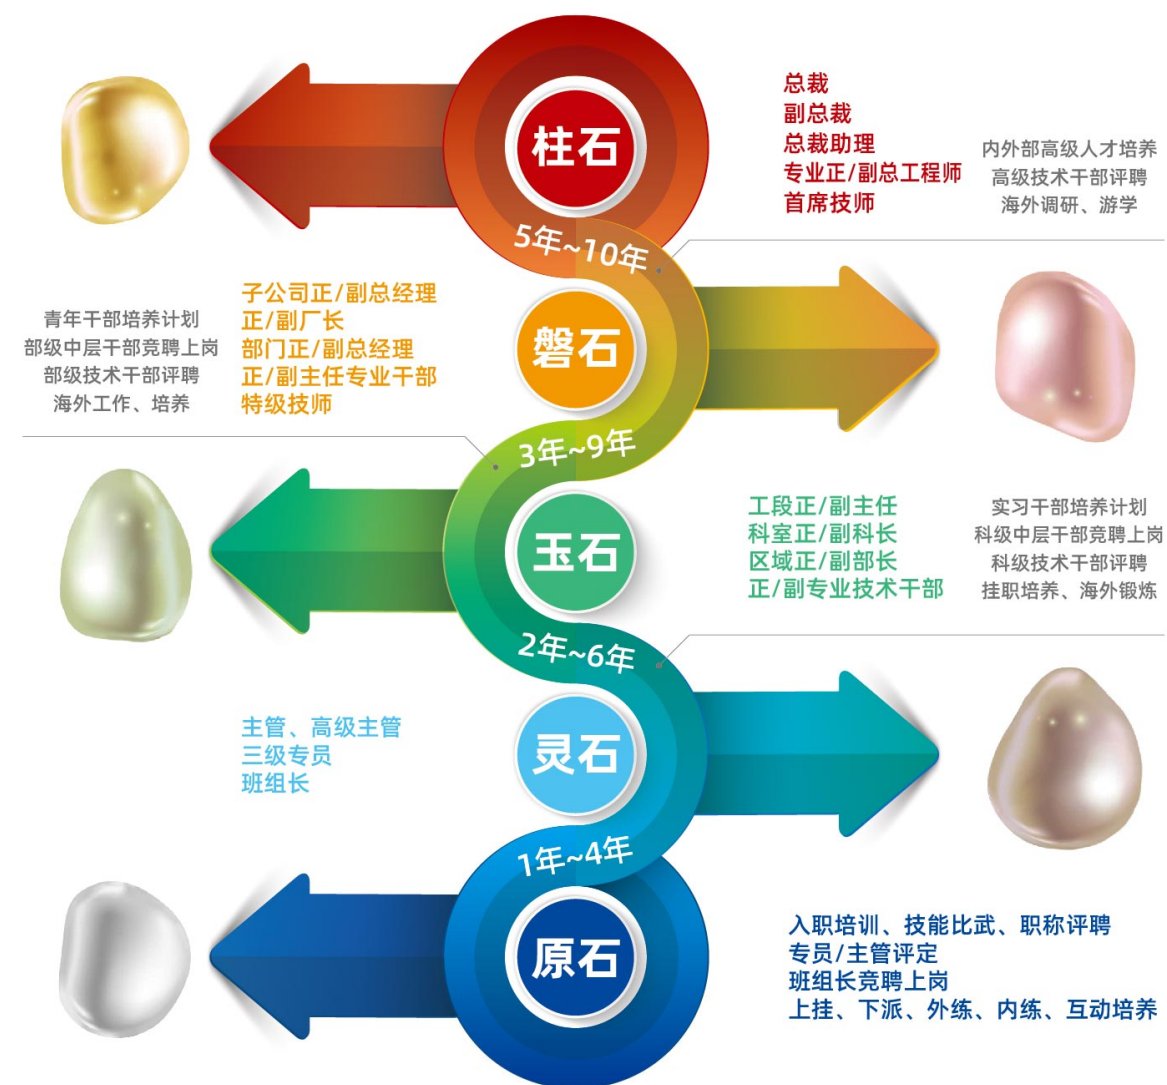 柱石
总裁
副总裁
总裁助理
专业正/副总工程师
首席技师
内外部高级人才培养
高级技术干部评聘
海外调研、游学
5年~10年
青年干部培养计划
部级中层干部竞聘上岗
部级技术干部评聘
海外工作、培养
子公司正/副总经理
正/副厂长
部门正/副总经理
正/副主任专业干部
特级技师
磐石
3年~9年
玉石
工段正/副主任
科室正/副科长
区域正/副部长
正/副专业技术干部
实习干部培养计划
科级中层干部竞聘上岗
科级技术干部评聘
挂职培养、海外锻炼
2年~6年
主管、高级主管
三级专员
班组长
灵石
1年~4年
原石
入职培训、技能比武、职称评聘
专员/主管评定
班组长竞聘上岗
上挂、下派、外练、内练、互动培养